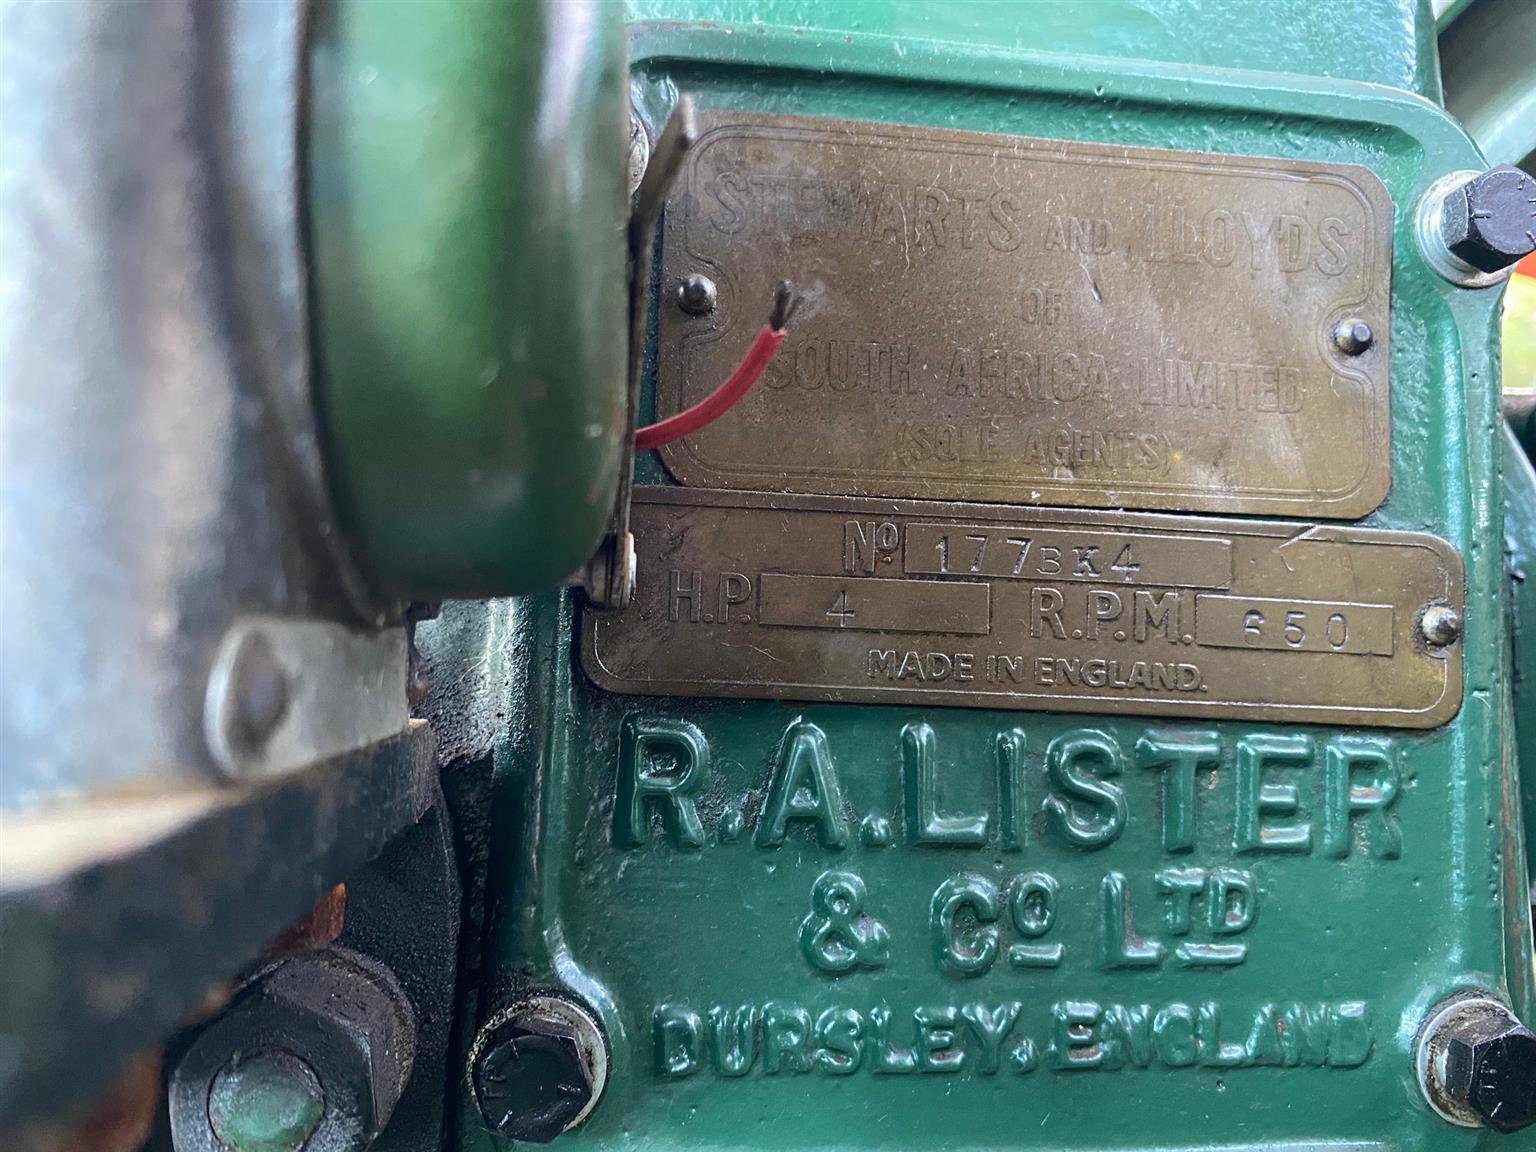 STEWARTS AND LLOYDS
OF
SOUTH AFRICA LIMITED
(SOLE AGENTS)
Nº 1773K4
H.P. 4 R.P.M. 650
MADE IN ENGLAND.
R.A.LISTER
& Cº LTD
DURSLEY, ENGLAND